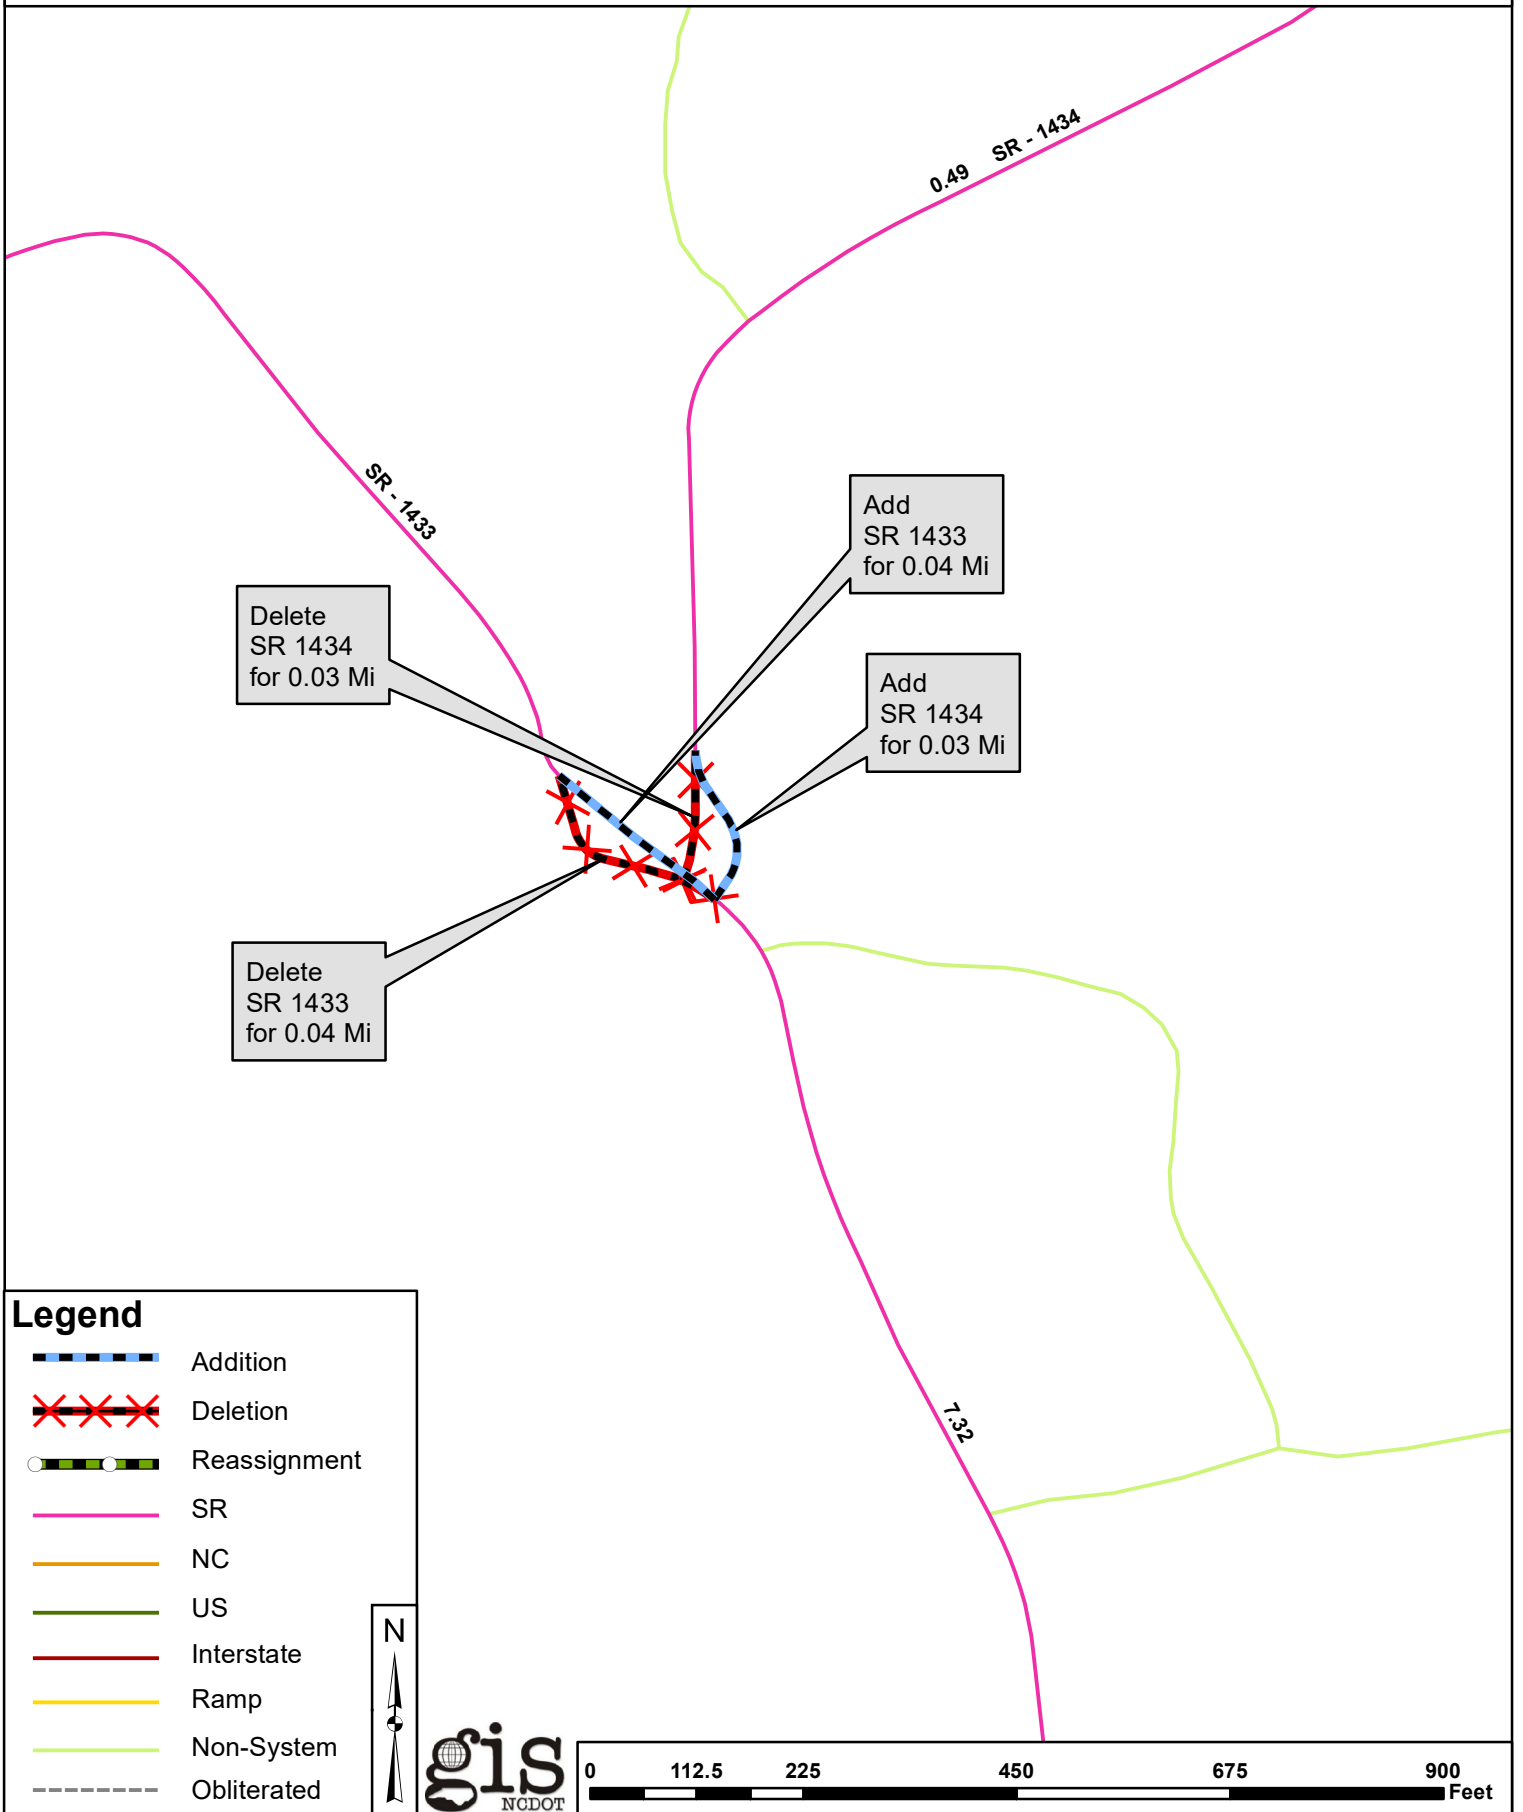 0.49 SR - 1434
SR - 1433
Add
SR 1433
for 0.04 Mi
Delete
SR 1434
for 0.03 Mi
Add
SR 1434
for 0.03 Mi
Delete
SR 1433
for 0.04 Mi
7.32
Legend
Addition
Deletion
Reassignment
SR
NC
US
Interstate
Ramp
Non-System
Obliterated
N
gis
NCDOT
0 112.5 225 450 675 900
Feet